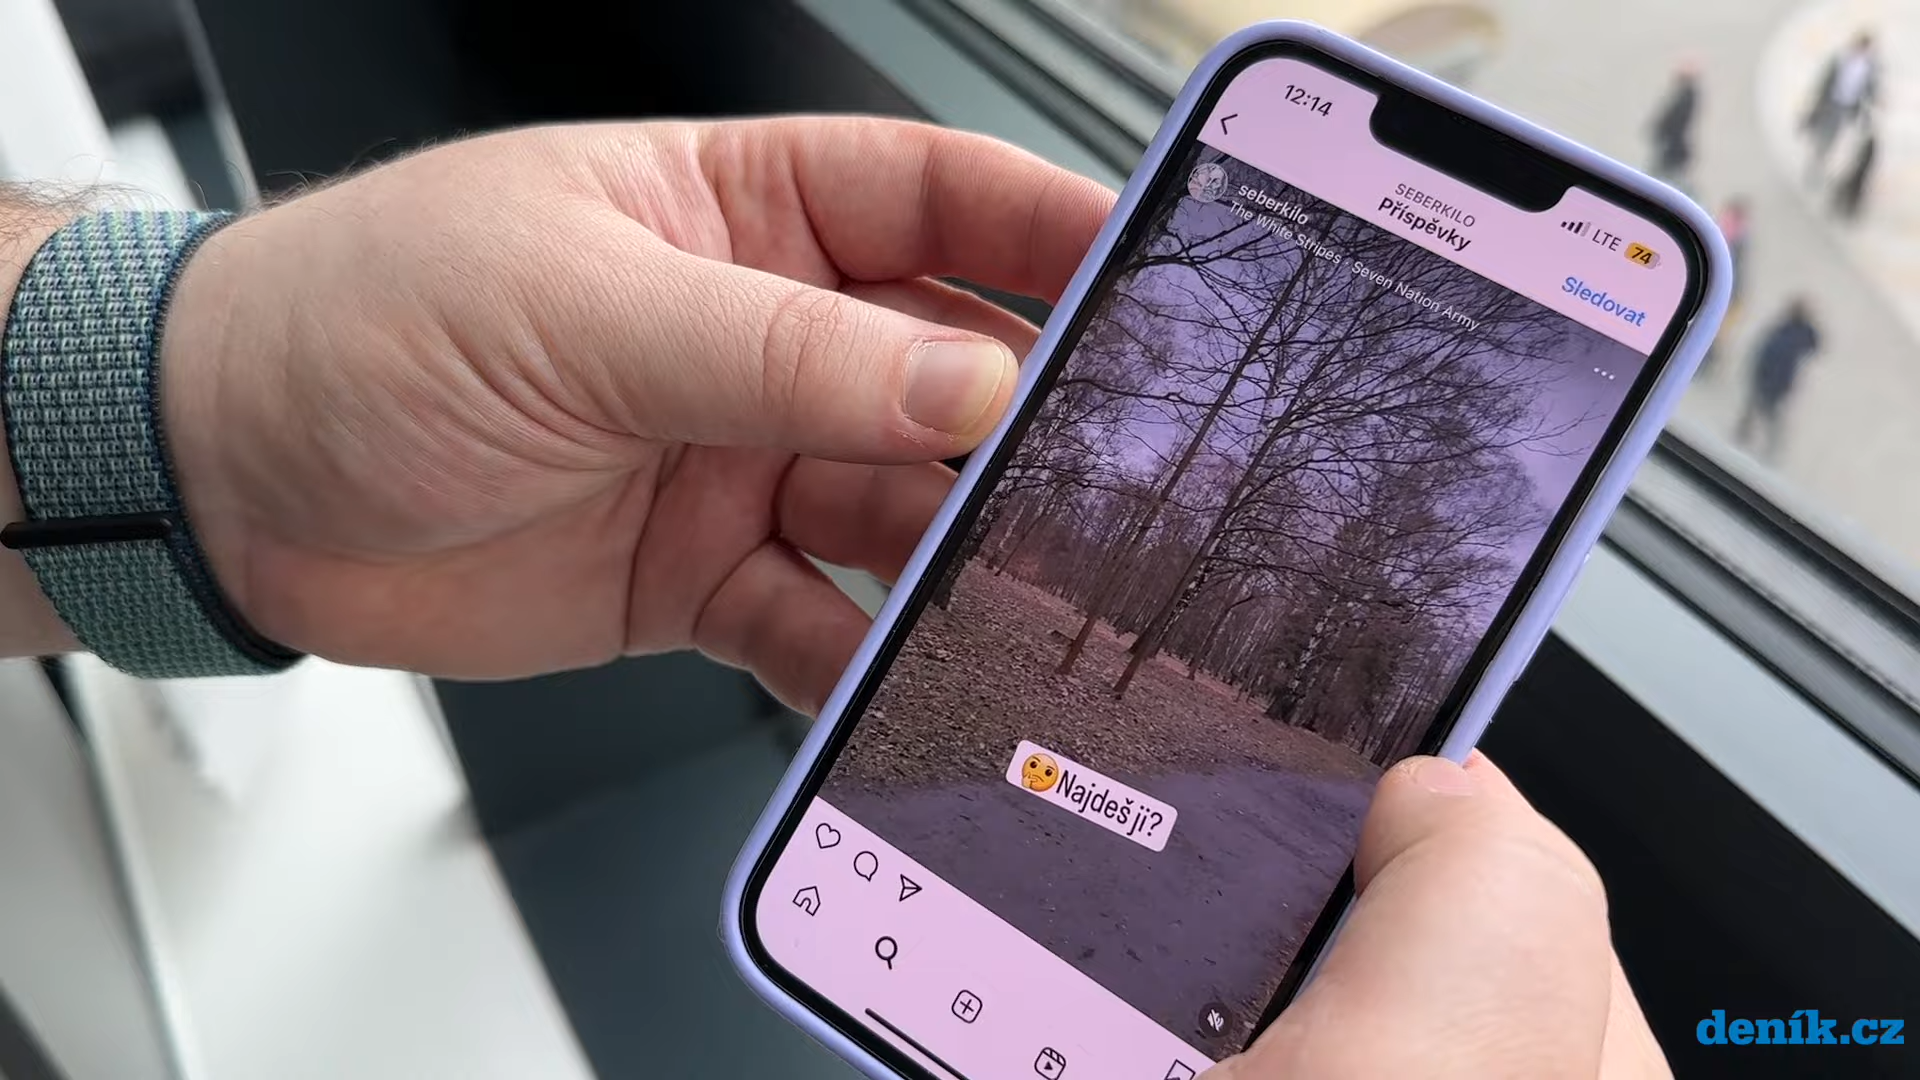 12:14
LTE 74
SEBERKILO
Příspěvky
Sledovat
seberkilo
The White Stripes · Seven Nation Army
🤔Najdeš ji?
deník.cz